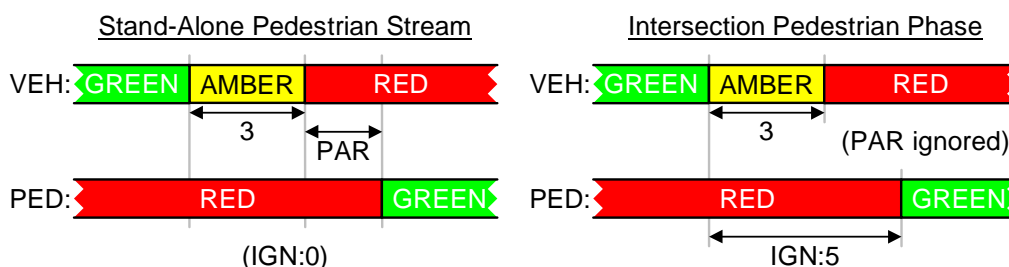 Stand-Alone Pedestrian Stream
VEH: GREEN AMBER RED
3
PAR
PED: RED GREEN
(IGN:0)
Intersection Pedestrian Phase
VEH: GREEN AMBER RED
3
(PAR ignored)
PED: RED GREEN
IGN:5